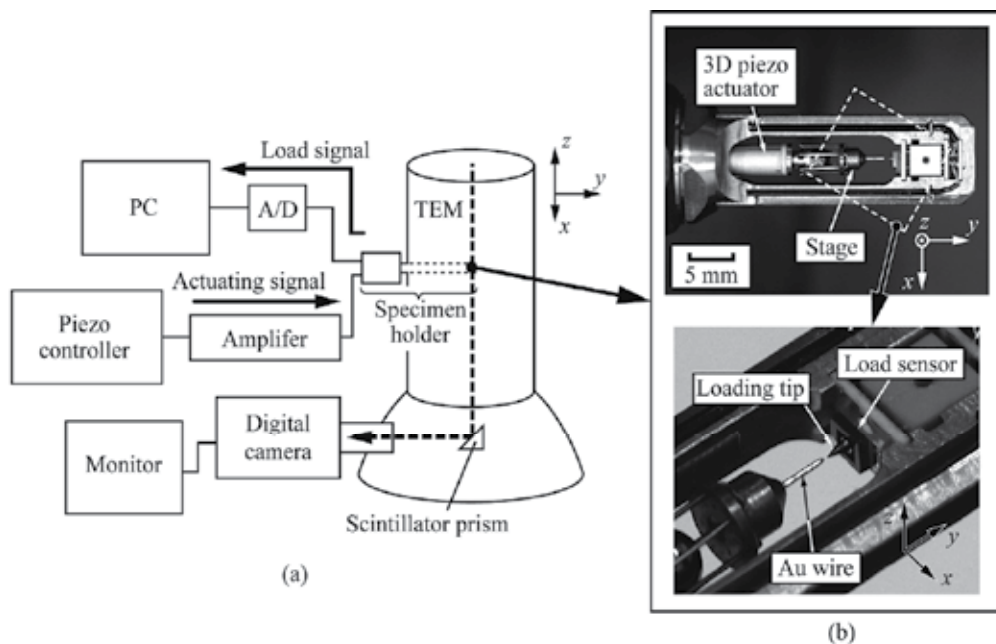 Load signal
PC
A/D
TEM
z
y
x
Actuating signal
Specimen
holder
Piezo
controller
Amplifer
Digital
camera
Monitor
Scintillator prism
(a)
3D piezo
actuator
Stage
5 mm
z
y
x
Load sensor
Loading tip
Au wire
z
y
x
(b)